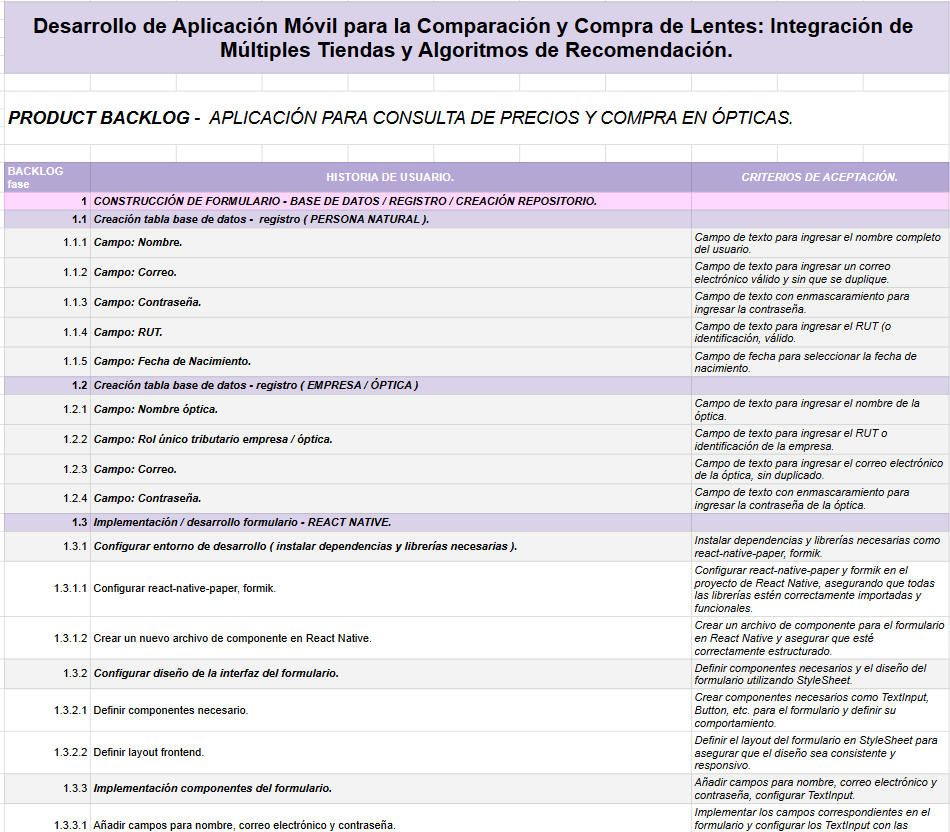 Desarrollo de Aplicación Móvil para la Comparación y Compra de Lentes: Integración de
Múltiples Tiendas y Algoritmos de Recomendación.
PRODUCT BACKLOG - APLICACIÓN PARA CONSULTA DE PRECIOS Y COMPRA EN ÓPTICAS.
BACKLOG
fase
HISTORIA DE USUARIO.
CRITERIOS DE ACEPTACIÓN.
1 CONSTRUCCIÓN DE FORMULARIO - BASE DE DATOS / REGISTRO / CREACIÓN REPOSITORIO.
1.1 Creación tabla base de datos - registro ( PERSONA NATURAL ).
1.1.1 Campo: Nombre.
Campo de texto para ingresar el nombre completo
del usuario.
1.1.2 Campo: Correo.
Campo de texto para ingresar un correo
electrónico válido y sin que se duplique.
1.1.3 Campo: Contraseña.
Campo de texto con enmascaramiento para
ingresar la contraseña.
1.1.4 Campo: RUT.
Campo de texto para ingresar el RUT (o
identificación, válido.
1.1.5 Campo: Fecha de Nacimiento.
Campo de fecha para seleccionar la fecha de
nacimiento.
1.2 Creación tabla base de datos - registro ( EMPRESA / ÓPTICA )
1.2.1 Campo: Nombre óptica.
Campo de texto para ingresar el nombre de la
óptica.
1.2.2 Campo: Rol único tributario empresa / óptica.
Campo de texto para ingresar el RUT o
identificación de la empresa.
1.2.3 Campo: Correo.
Campo de texto para ingresar el correo electrónico
de la óptica, sin duplicado.
1.2.4 Campo: Contraseña.
Campo de texto con enmascaramiento para
ingresar la contraseña de la óptica.
1.3 Implementación / desarrollo formulario - REACT NATIVE.
1.3.1 Configurar entorno de desarrollo ( instalar dependencias y librerías necesarias ).
Instalar dependencias y librerías necesarias como
react-native-paper, formik.
1.3.1.1 Configurar react-native-paper, formik.
Configurar react-native-paper y formik en el
proyecto de React Native, asegurando que todas
las librerías estén correctamente importadas y
funcionales.
1.3.1.2 Crear un nuevo archivo de componente en React Native.
Crear un archivo de componente para el formulario
en React Native y asegurar que esté
correctamente estructurado.
1.3.2 Configurar diseño de la interfaz del formulario.
Definir componentes necesarios y el diseño del
formulario utilizando StyleSheet.
1.3.2.1 Definir componentes necesario.
Crear componentes necesarios como TextInput,
Button, etc. para el formulario y definir su
comportamiento.
1.3.2.2 Definir layout frontend.
Definir el layout del formulario en StyleSheet para
asegurar que el diseño sea consistente y
responsivo.
1.3.3 Implementación componentes del formulario.
Añadir campos para nombre, correo electrónico y
contraseña, configurar TextInput.
1.3.3.1 Añadir campos para nombre, correo electrónico y contraseña.
Implementar los campos correspondientes en el
formulario y configurar los TextInput con las